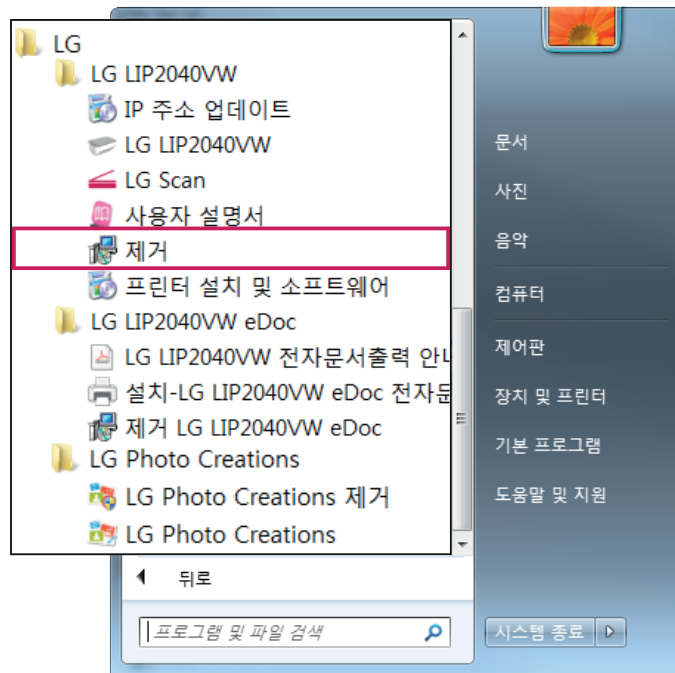 LG
LG LIP2040VW
IP 주소 업데이트
LG LIP2040VW
LG Scan
사용자 설명서
제거
프린터 설치 및 소프트웨어
LG LIP2040VW eDoc
LG LIP2040VW 전자문서출력
설치-LG LIP2040VW eDoc
제거 LG LIP2040VW eDoc
LG Photo Creations
LG Photo Creations 제거
LG Photo Creations
뒤로
프로그램 및 파일 검색
문서
사진
음악
컴퓨터
제어판
장치 및 프린터
기본 프로그램
도움말 및 지원
시스템 종료